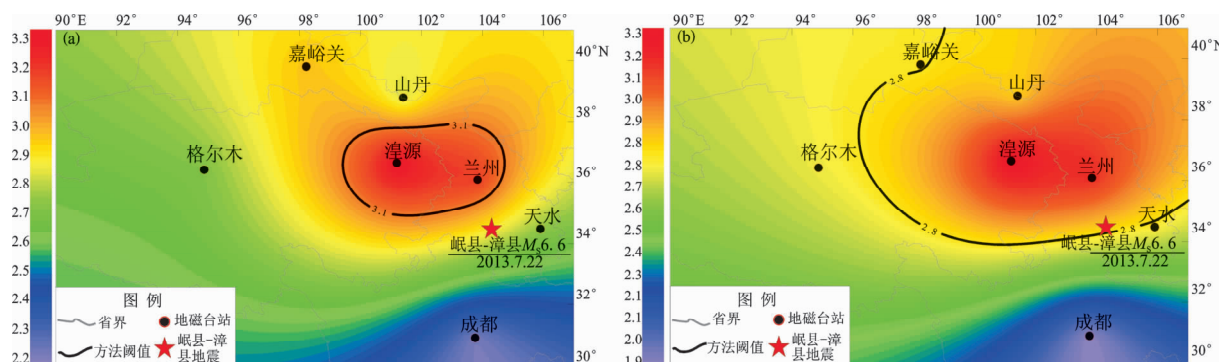 90°E 92° 94° 96° 98° 100° 102° 104° 106°
(a)
3.3
3.2
3.1
3.0
2.9
2.8
2.7
2.6
2.5
2.4
2.3
2.2
40°N
38°
36°
34°
32°
30°
嘉峪关
山丹
3.1
湟源
格尔木
兰州
3.1
天水
岷县-漳县Ms6.6
2013.7.22
成都
图 例
省界
地磁台站
方法阈值
岷县-漳
县地震
90°E 92° 94° 96° 98° 100° 102° 104° 106°
(b)
3.3
3.2
3.1
3.0
2.9
2.8
2.7
2.6
2.5
2.4
2.3
2.2
2.1
2.0
1.9
40°N
38°
36°
34°
32°
30°
嘉峪关
2.8
山丹
湟源
格尔木
兰州
天水
2.8
2.8
岷县-漳县Ms6.6
2013.7.22
成都
图 例
省界
地磁台站
方法阈值
岷县-漳
县地震